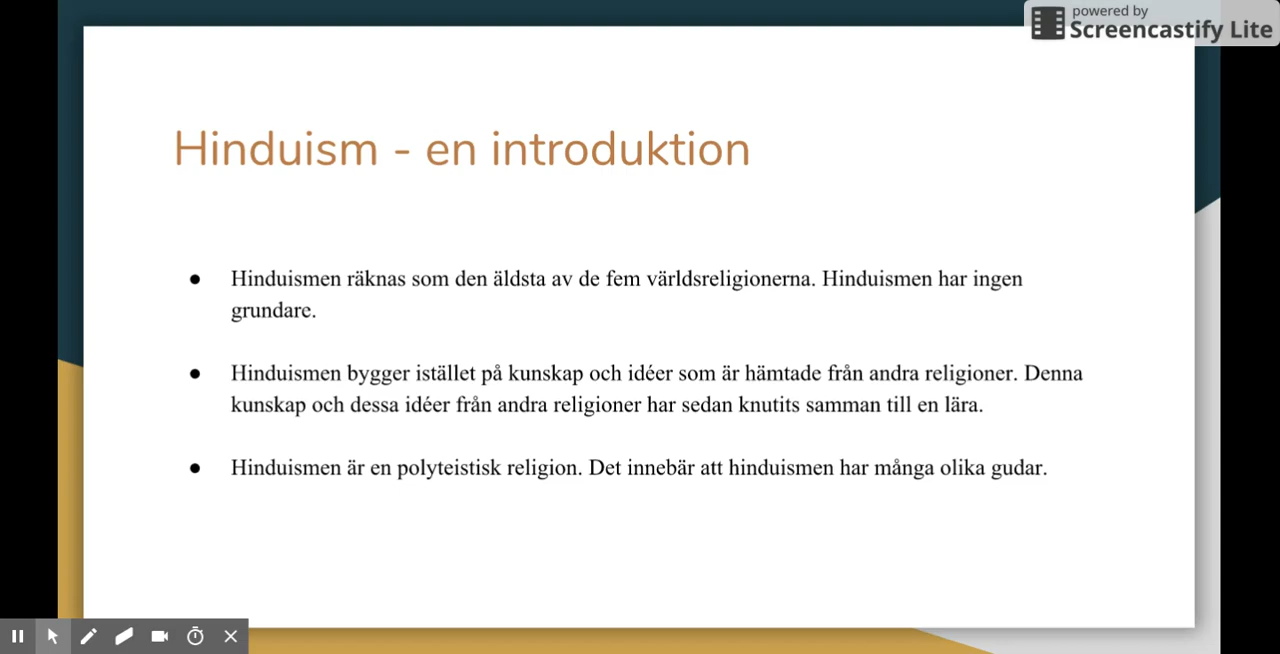 powered by
Screencastify Lite
Hinduism - en introduktion
● Hinduismen räknas som den äldsta av de fem världsreligionerna. Hinduismen har ingen
grundare.
● Hinduismen bygger istället på kunskap och idéer som är hämtade från andra religioner. Denna
kunskap och dessa idéer från andra religioner har sedan knutits samman till en lära.
● Hinduismen är en polyteistisk religion. Det innebär att hinduismen har många olika gudar.